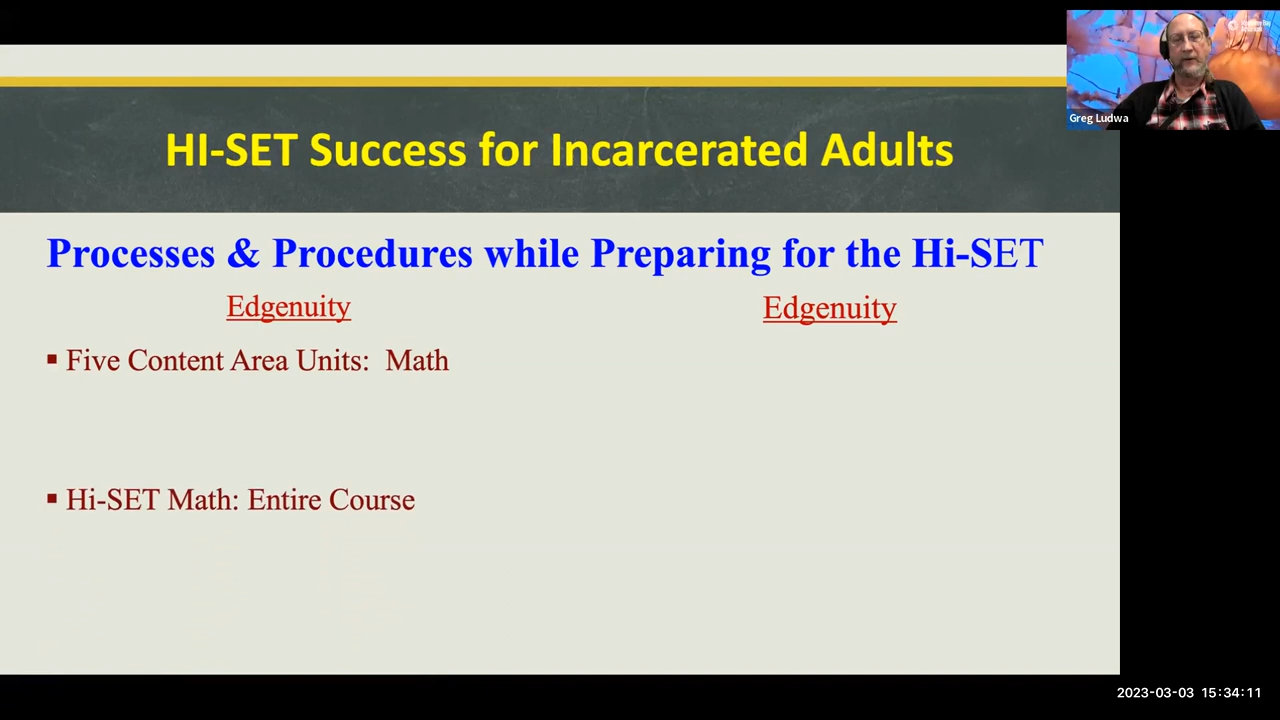 HI-SET Success for Incarcerated Adults
Greg Ludwa
Processes & Procedures while Preparing for the Hi-SET
Edgenuity
Edgenuity
▪ Five Content Area Units: Math
▪ Hi-SET Math: Entire Course
2023-03-03 15:34:11